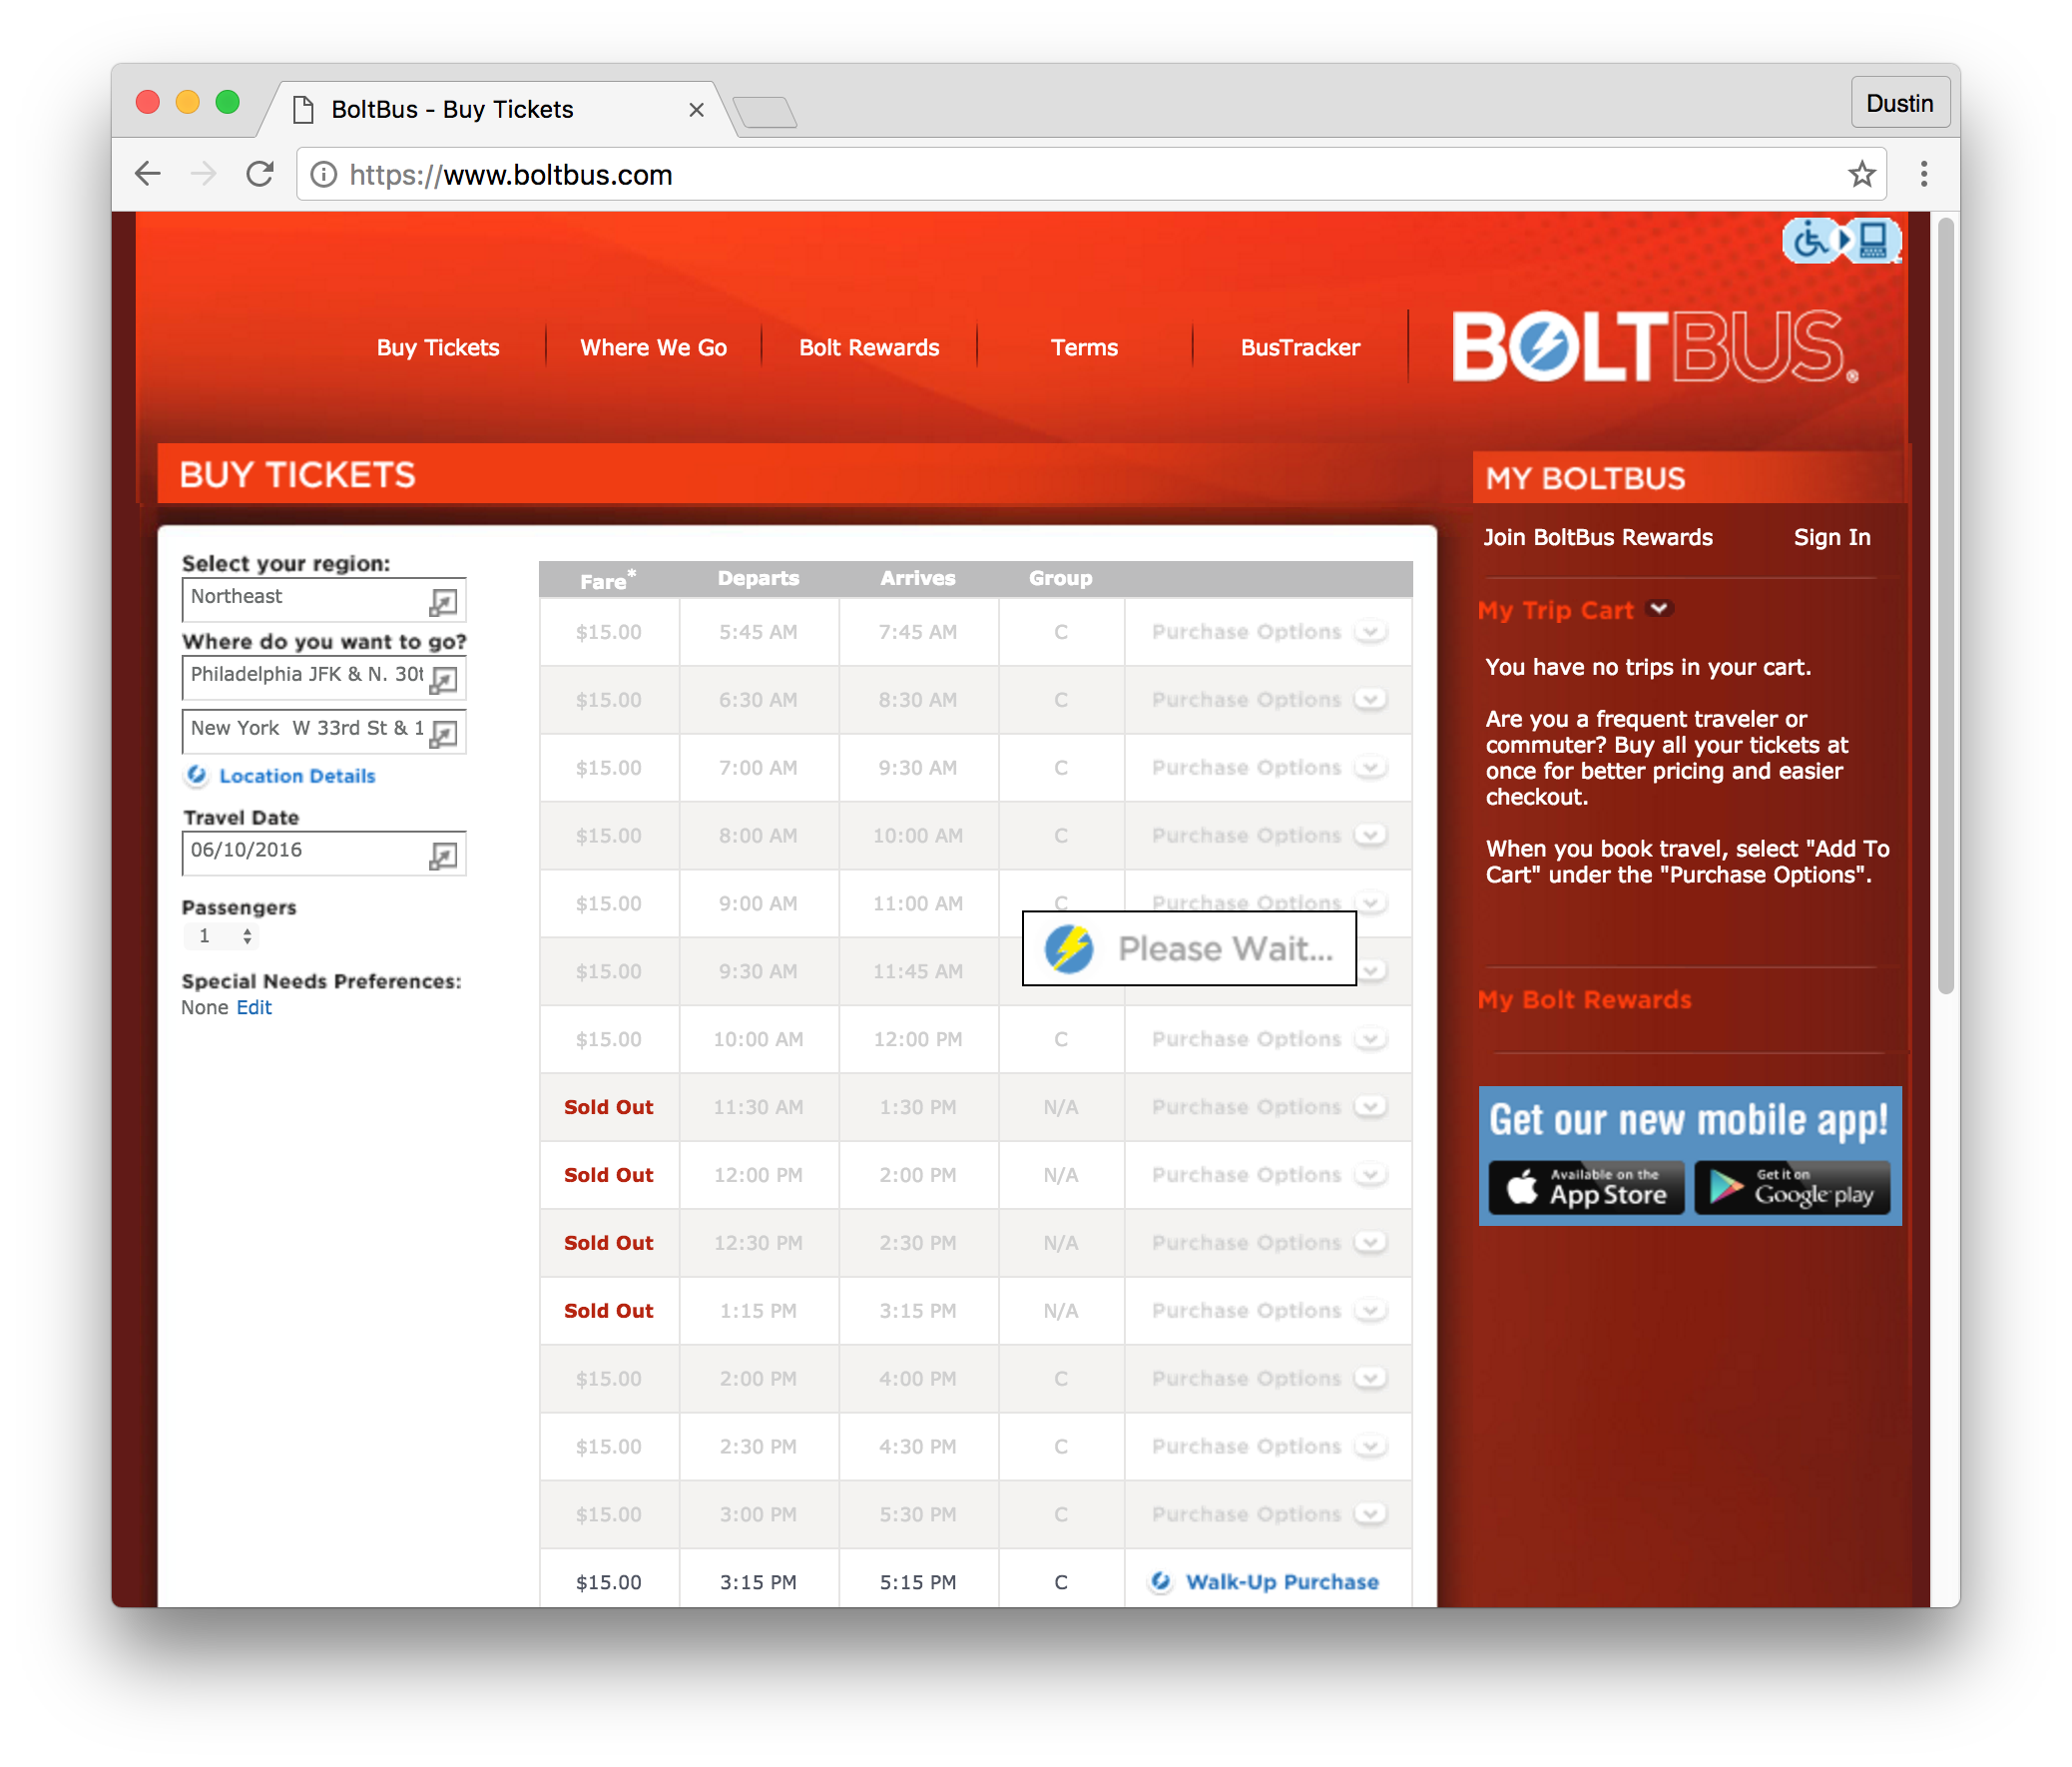 BoltBus - Buy Tickets
Dustin
https://www.boltbus.com
Buy Tickets
Where We Go
Bolt Rewards
Terms
BusTracker
BOLTBUS®
BUY TICKETS
Select your region:
Northeast
Where do you want to go?
Philadelphia JFK & N. 30t
New York  W 33rd St & 1
Location Details
Travel Date
06/10/2016
Passengers
1
Special Needs Preferences:
None Edit
Fare* Departs Arrives Group
$15.00 5:45 AM 7:45 AM C Purchase Options
$15.00 6:30 AM 8:30 AM C Purchase Options
$15.00 7:00 AM 9:30 AM C Purchase Options
$15.00 8:00 AM 10:00 AM C Purchase Options
$15.00 9:00 AM 11:00 AM C Purchase Options
Please Wait...
$15.00 9:30 AM 11:45 AM
$15.00 10:00 AM 12:00 PM C Purchase Options
Sold Out 11:30 AM 1:30 PM N/A Purchase Options
Sold Out 12:00 PM 2:00 PM N/A Purchase Options
Sold Out 12:30 PM 2:30 PM N/A Purchase Options
Sold Out 1:15 PM 3:15 PM N/A Purchase Options
$15.00 2:00 PM 4:00 PM C Purchase Options
$15.00 2:30 PM 4:30 PM C Purchase Options
$15.00 3:00 PM 5:30 PM C Purchase Options
$15.00 3:15 PM 5:15 PM C Walk-Up Purchase
MY BOLTBUS
Join BoltBus Rewards Sign In
My Trip Cart
You have no trips in your cart.
Are you a frequent traveler or
commuter? Buy all your tickets at
once for better pricing and easier
checkout.
When you book travel, select "Add To
Cart" under the "Purchase Options".
My Bolt Rewards
Get our new mobile app!
Available on the
App Store
Get it on
Google play